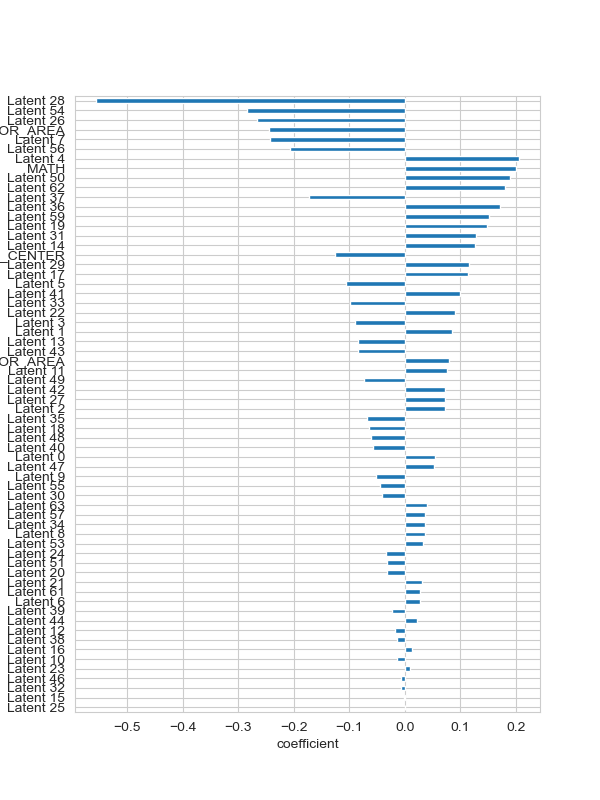 Latent 28
Latent 54
Latent 26
OR_AREA
Latent 7
Latent 56
Latent 4
MATH
Latent 50
Latent 62
Latent 37
Latent 36
Latent 59
Latent 19
Latent 31
Latent 14
_CENTER
Latent 29
Latent 17
Latent 5
Latent 41
Latent 33
Latent 22
Latent 3
Latent 1
Latent 13
Latent 43
OR_AREA
Latent 11
Latent 49
Latent 42
Latent 27
Latent 2
Latent 35
Latent 18
Latent 48
Latent 40
Latent 0
Latent 47
Latent 9
Latent 55
Latent 30
Latent 63
Latent 57
Latent 34
Latent 8
Latent 53
Latent 24
Latent 51
Latent 20
Latent 21
Latent 61
Latent 6
Latent 39
Latent 44
Latent 12
Latent 38
Latent 16
Latent 10
Latent 23
Latent 46
Latent 32
Latent 15
Latent 25
−0.5 −0.4 −0.3 −0.2 −0.1 0.0 0.1 0.2
coefficient